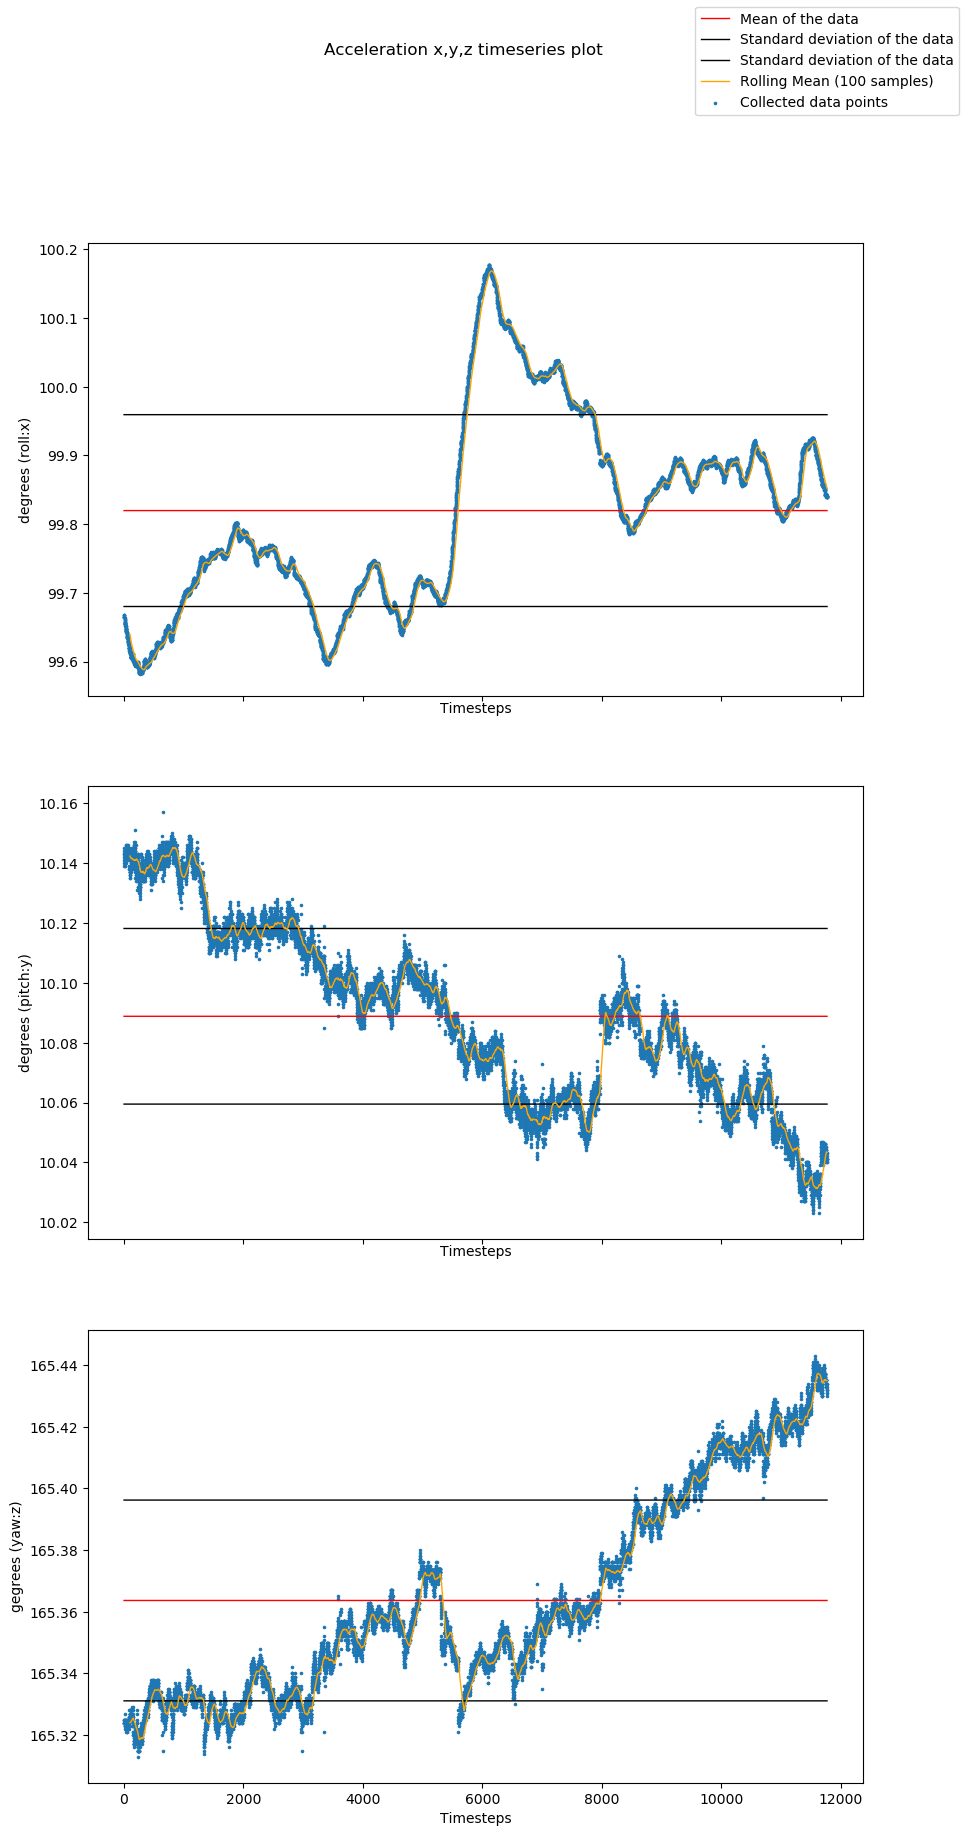 Mean of the data
Standard deviation of the data
Standard deviation of the data
Rolling Mean (100 samples)
Collected data points
Acceleration x,y,z timeseries plot
100.2
100.1
100.0
99.9
99.8
99.7
99.6
degrees (roll:x)
Timesteps
10.16
10.14
10.12
10.10
10.08
10.06
10.04
10.02
degrees (pitch:y)
Timesteps
165.44
165.42
165.40
165.38
165.36
165.34
165.32
gegrees (yaw:z)
0 2000 4000 6000 8000 10000 12000
Timesteps